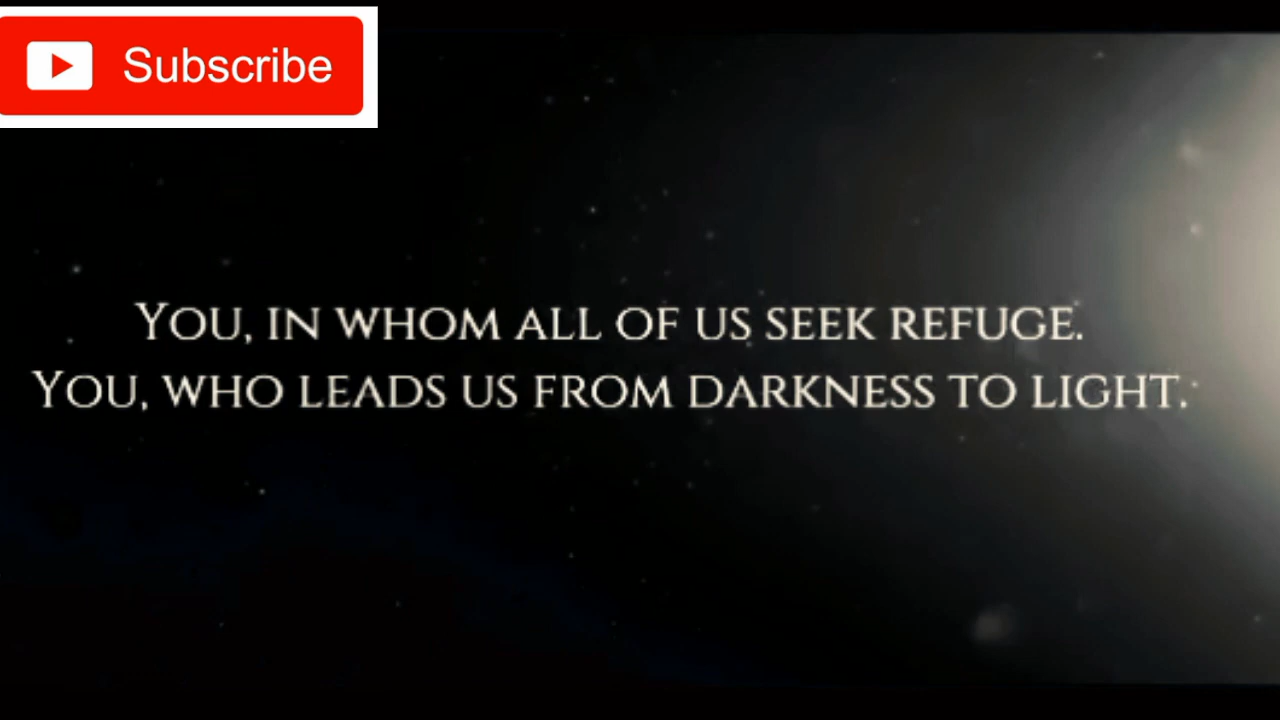 Subscribe
You, in whom all of us seek refuge.
You, who leads us from darkness to light.